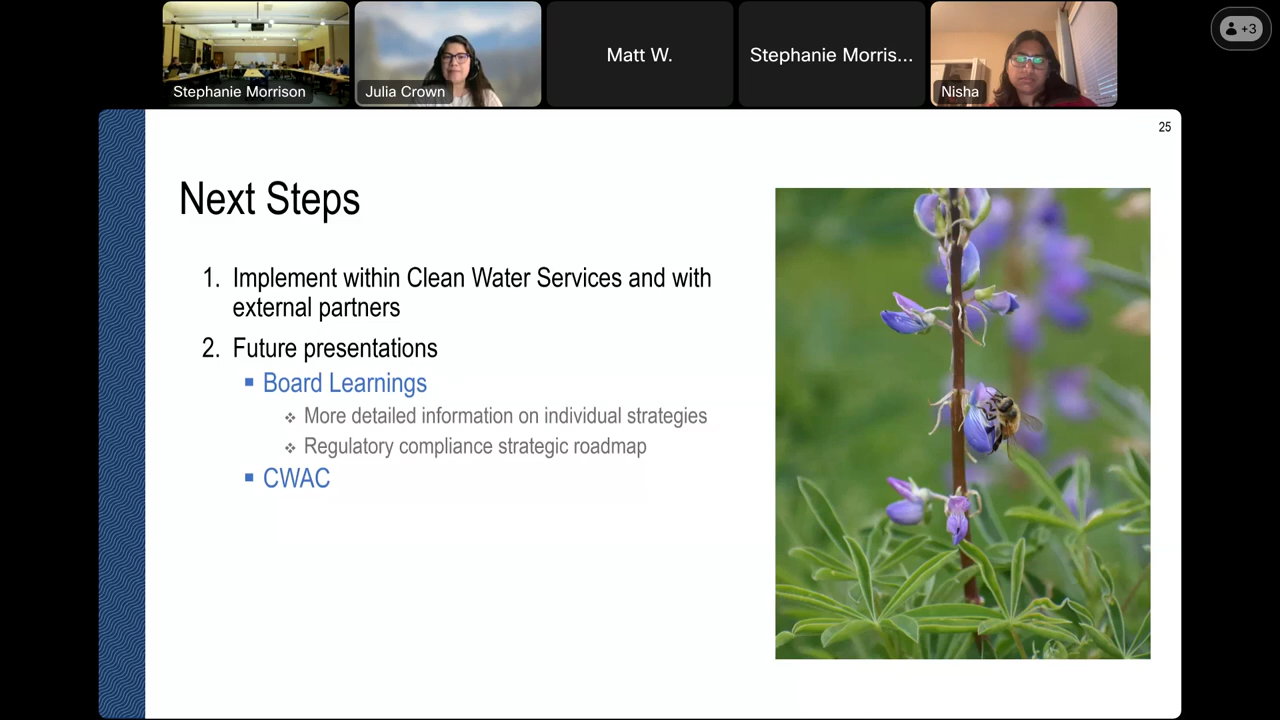 Stephanie Morrison
Julia Crown
Matt W.
Stephanie Morris...
Nisha
+3
25
Next Steps
1. Implement within Clean Water Services and with
external partners
2. Future presentations
▪ Board Learnings
❖ More detailed information on individual strategies
❖ Regulatory compliance strategic roadmap
▪ CWAC